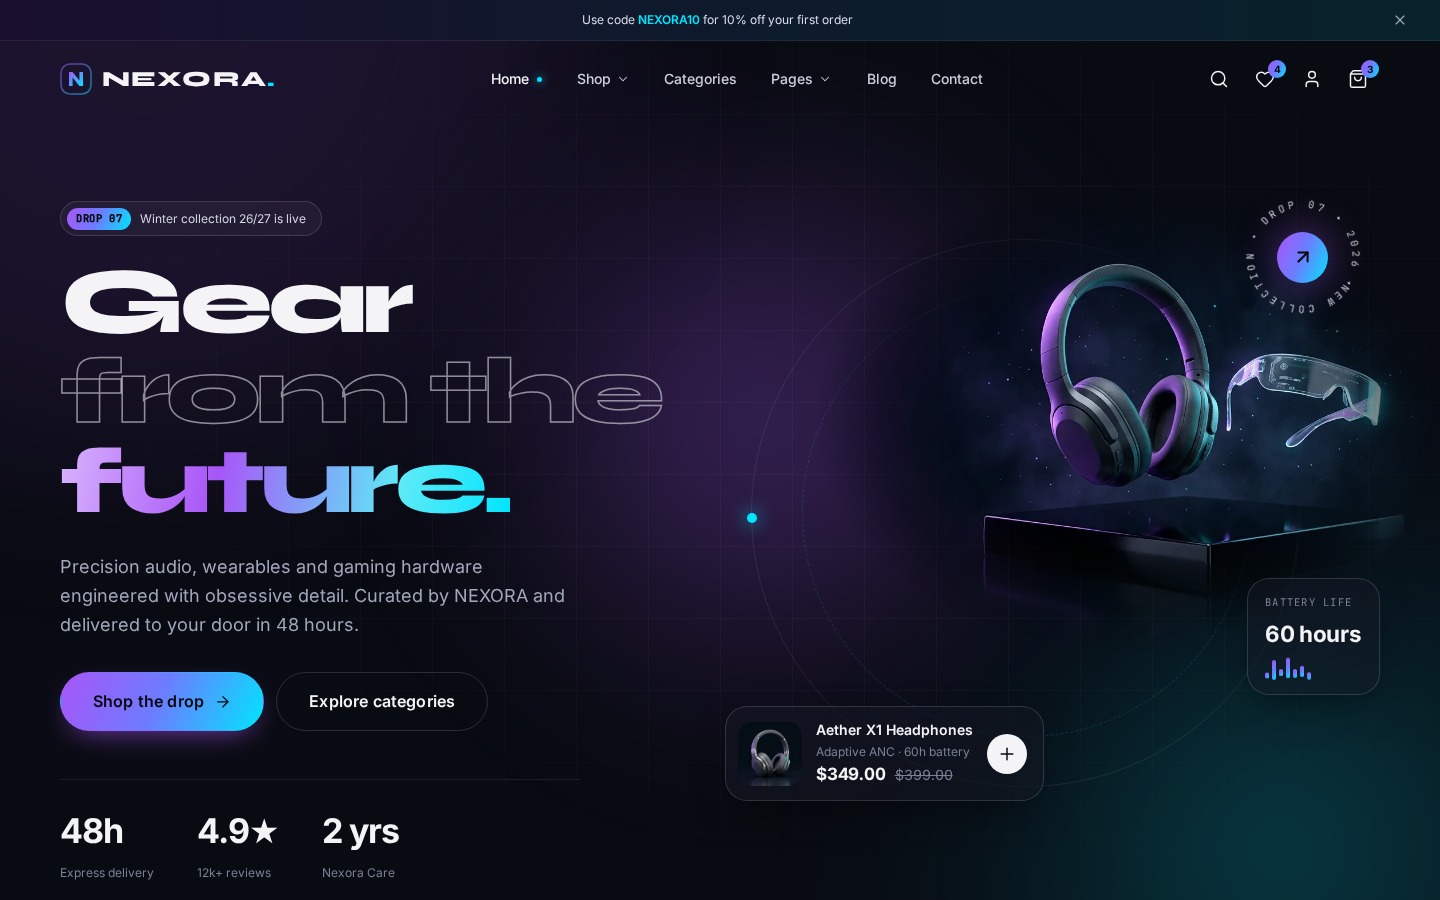 Use code NEXORA10 for 10% off your first order
N NEXORA.
Home
Shop
Categories
Pages
Blog
Contact
4
3
DROP 07
Winter collection 26/27 is live
Gear
from the
future.
Precision audio, wearables and gaming hardware
engineered with obsessive detail. Curated by NEXORA and
delivered to your door in 48 hours.
Shop the drop
Explore categories
48h
Express delivery
4.9★
12k+ reviews
2 yrs
Nexora Care
DROP 07 • 2026 • NEW COLLECTION •
BATTERY LIFE
60 hours
Aether X1 Headphones
Adaptive ANC · 60h battery
$349.00 $399.00